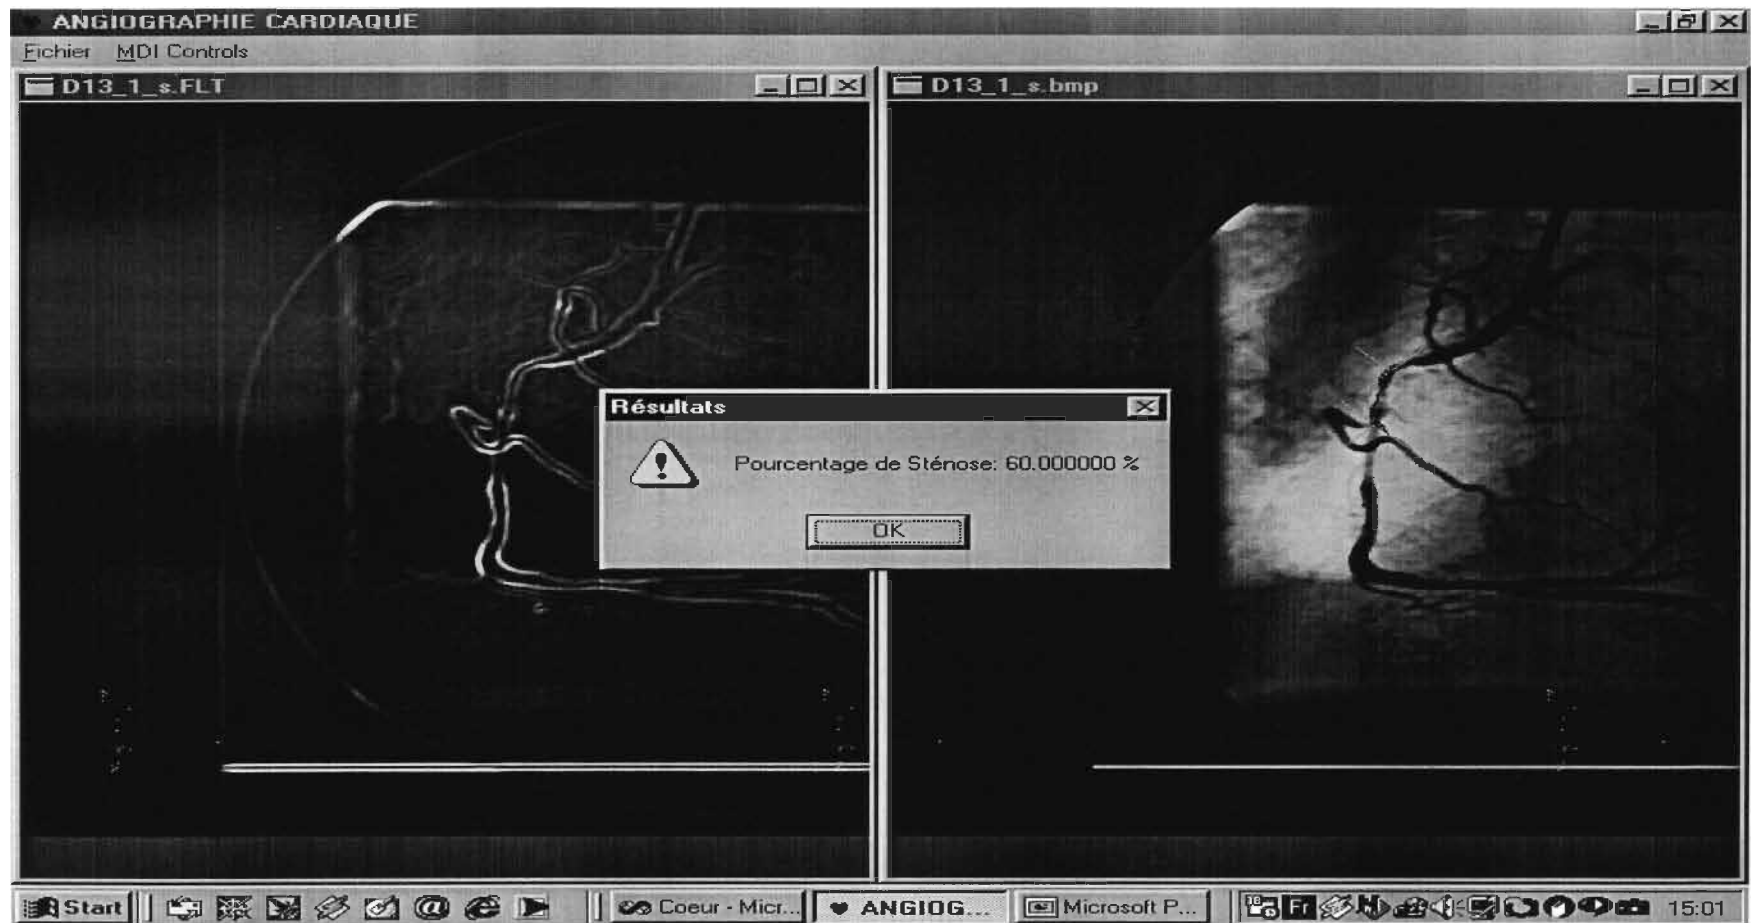 ANGIOGRAPHIE CARDIAQUE
Fichier MDI Controls
D13_1_s.FLT
D13_1_s.bmp
Résultats
Pourcentage de Sténose: 60.000000 %
OK
Start
Coeur - Micr...
ANGIOG...
Microsoft P...
15:01